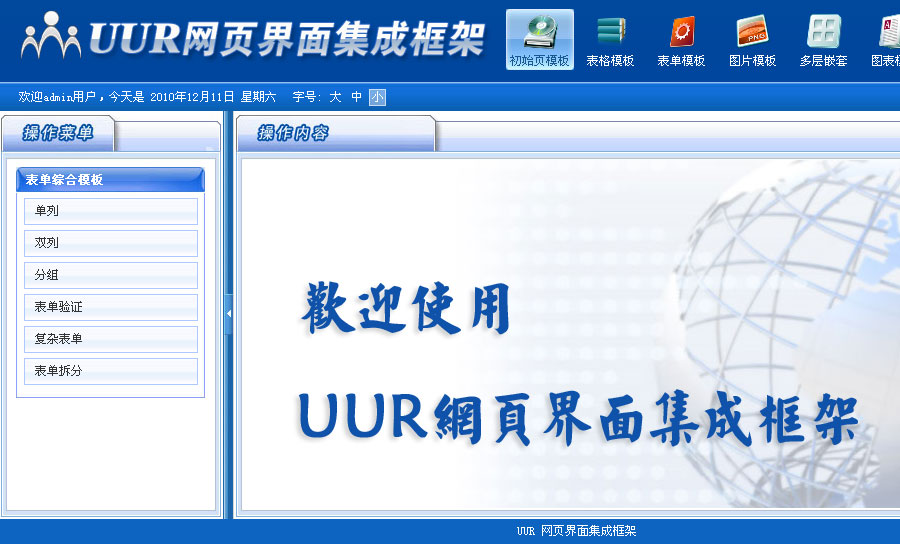 UUR网页界面集成框架
初始页模板 表格模板 表单模板 图片模板 多层嵌套 图表
PNG
欢迎admin用户，今天是 2010年12月11日 星期六 字号: 大 中 小
操作菜单
操作内容
表单综合模板
单列
双列
分组
表单验证
复杂表单
表单拆分
歡迎使用
UUR網頁界面集成框架
UUR 网页界面集成框架